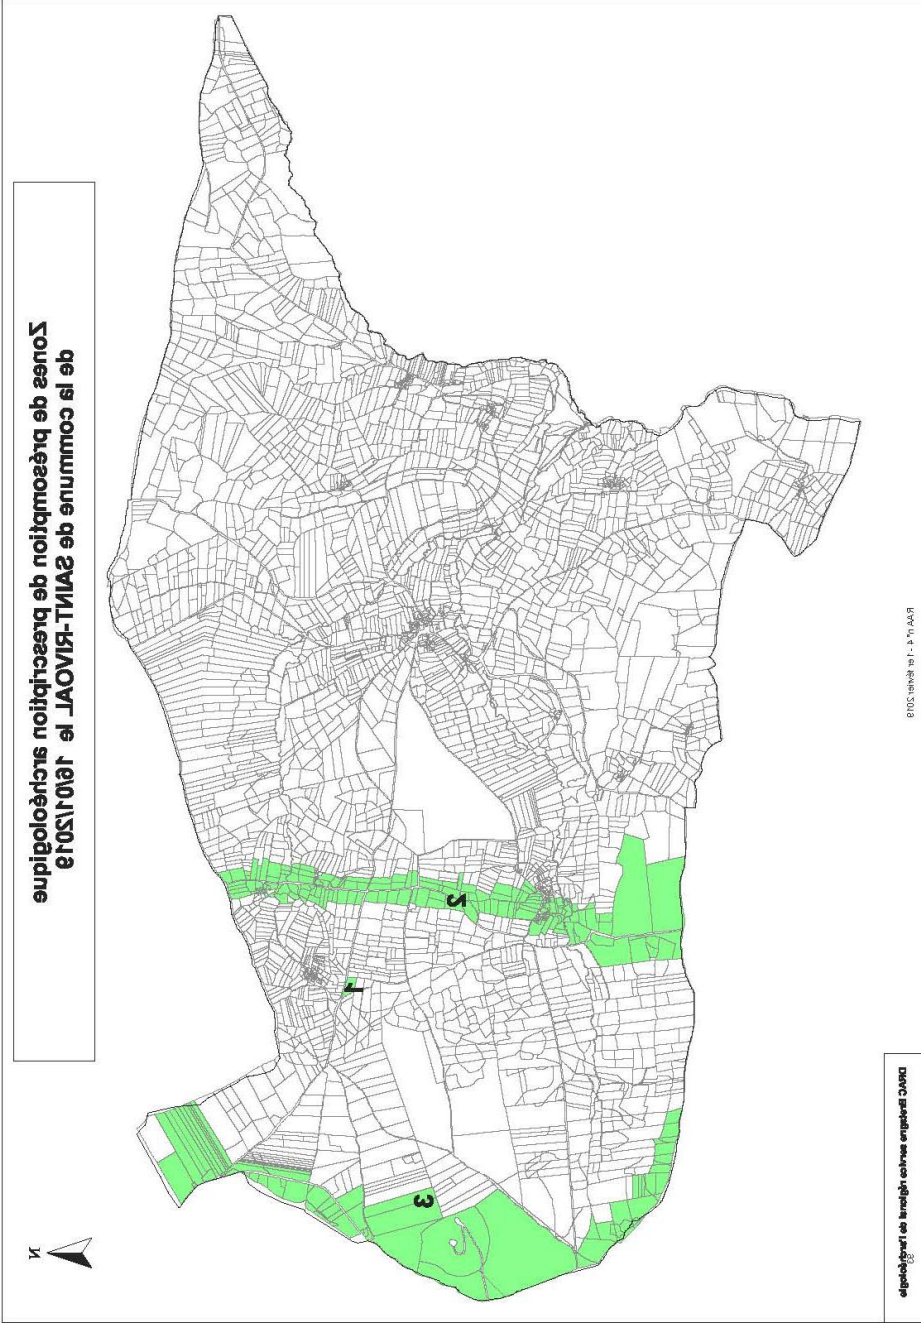 Zones de présomption de prescription archéologique
de la commune de SAINT-RIVOAL le 16/01/2019
1
2
3
N
RAA n° 4 - 1er février 2019
DRAC Bretagne service régional de l'archéologie
93